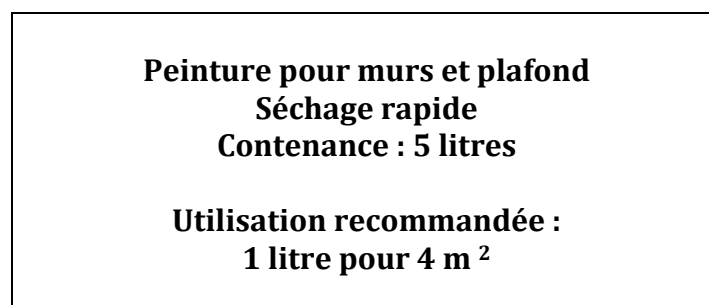 Peinture pour murs et plafond
Séchage rapide
Contenance : 5 litres
Utilisation recommandée :
1 litre pour 4 m ²